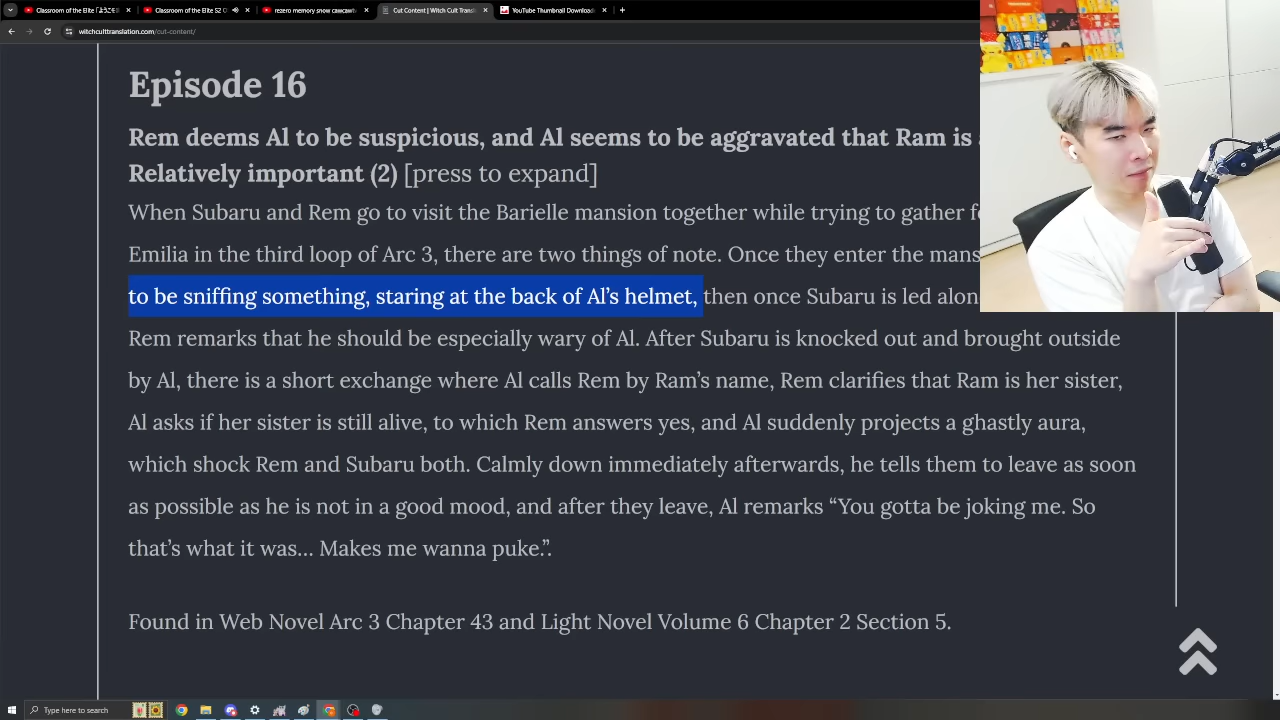 Classroom of the Elite 「ようこそ
Classroom of the Elite S2 C
rezero memory snow cawcaw
Cut Content | Witch Cult Trans
YouTube Thumbnail Download
witchculttranslation.com/cut-content/
Episode 16
Rem deems Al to be suspicious, and Al seems to be aggravated that Ram is
Relatively important (2) [press to expand]
When Subaru and Rem go to visit the Barielle mansion together while trying to gather
Emilia in the third loop of Arc 3, there are two things of note. Once they enter the mans
to be sniffing something, staring at the back of Al's helmet, then once Subaru is led alon
Rem remarks that he should be especially wary of Al. After Subaru is knocked out and brought outside
by Al, there is a short exchange where Al calls Rem by Ram's name, Rem clarifies that Ram is her sister,
Al asks if her sister is still alive, to which Rem answers yes, and Al suddenly projects a ghastly aura,
which shock Rem and Subaru both. Calmly down immediately afterwards, he tells them to leave as soon
as possible as he is not in a good mood, and after they leave, Al remarks “You gotta be joking me. So
that's what it was… Makes me wanna puke.”.
Found in Web Novel Arc 3 Chapter 43 and Light Novel Volume 6 Chapter 2 Section 5.
Type here to search